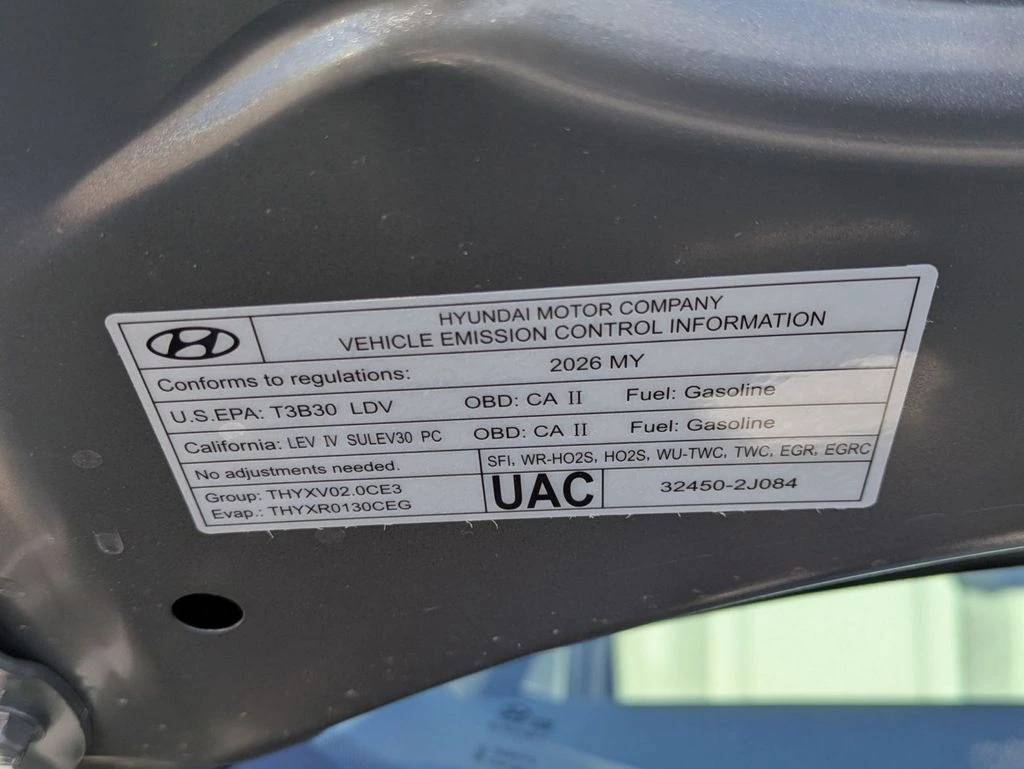 HYUNDAI MOTOR COMPANY
VEHICLE EMISSION CONTROL INFORMATION
Conforms to regulations: 2026 MY
U.S.EPA: T3B30 LDV OBD: CA II Fuel: Gasoline
California: LEV IV SULEV30 PC OBD: CA II Fuel: Gasoline
No adjustments needed. SFI, WR-HO2S, HO2S, WU-TWC, TWC, EGR, EGRC
Group: THYXV02.0CE3
Evap.: THYXR0130CEG
UAC 32450-2J084